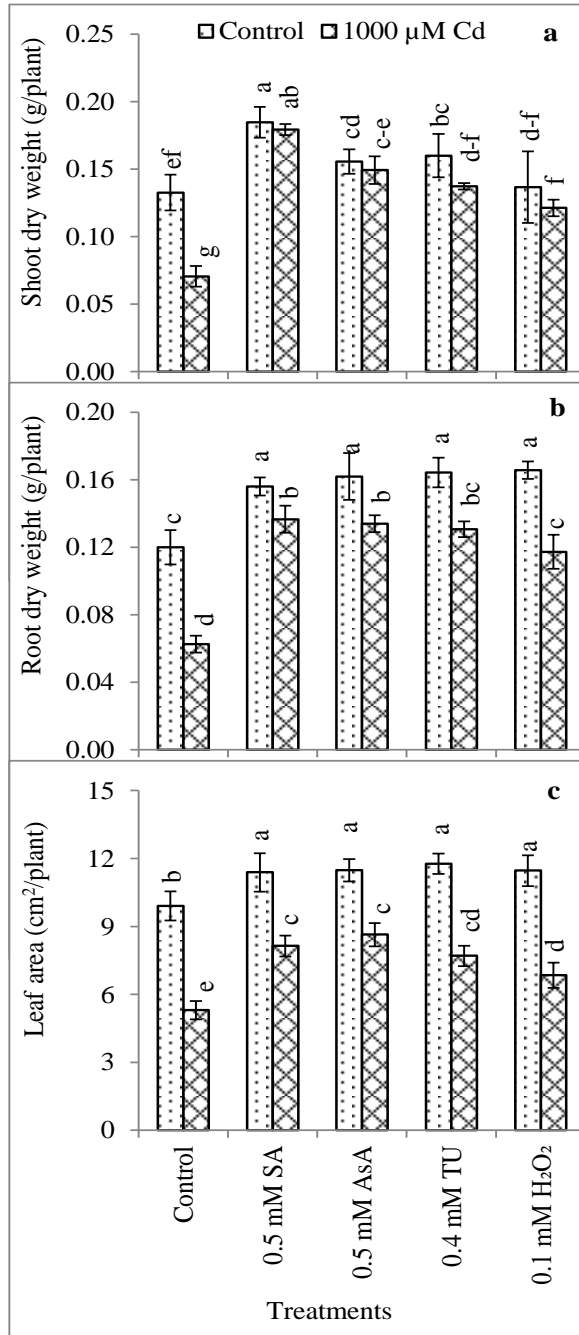 Control 1000 µM Cd
a
Shoot dry weight (g/plant)
0.25
0.20
0.15
0.10
0.05
0.00
ef
g
a
ab
cd
c-e
bc
d-f
d-f
f
b
Root dry weight (g/plant)
0.20
0.16
0.12
0.08
0.04
0.00
c
d
a
b
a
b
a
bc
a
c
c
Leaf area (cm²/plant)
15
12
9
6
3
0
b
e
a
c
a
c
a
cd
a
d
Control
0.5 mM SA
0.5 mM AsA
0.4 mM TU
0.1 mM H₂O₂
Treatments